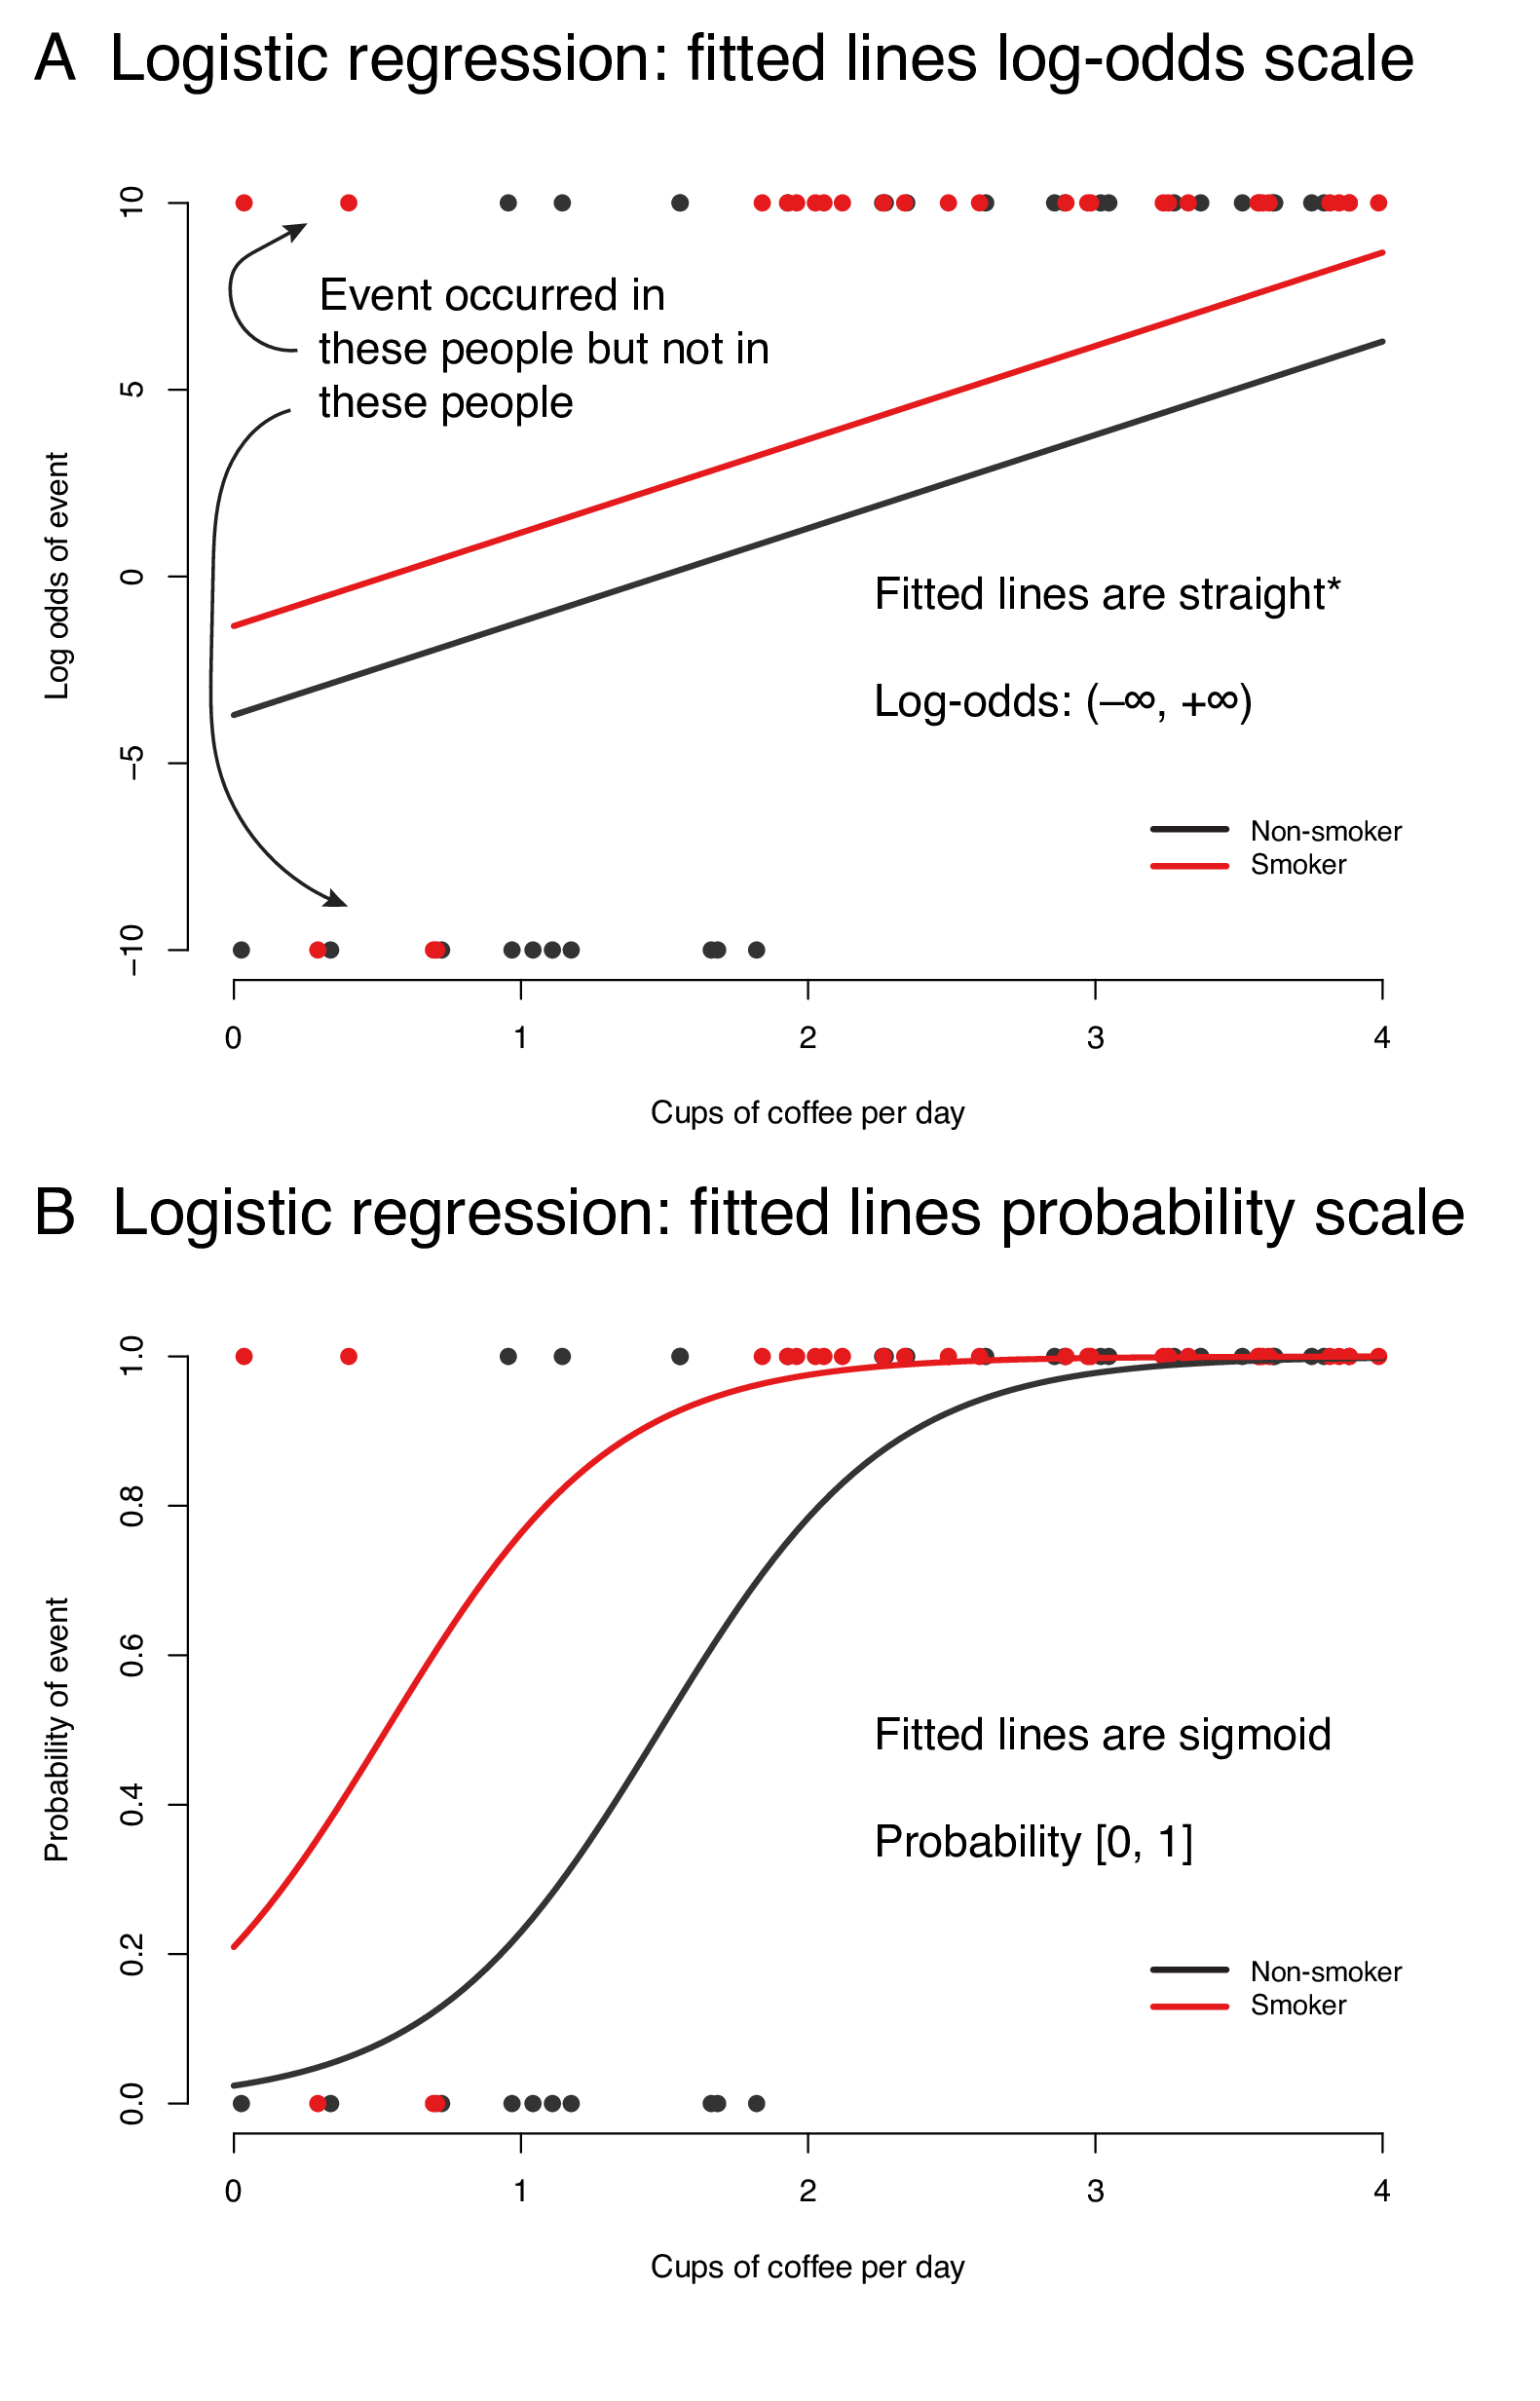 A Logistic regression: fitted lines log-odds scale
10
5
0
−5
−10
Log odds of event
Event occurred in
these people but not in
these people
Fitted lines are straight*
Log-odds: (−∞, +∞)
Non-smoker
Smoker
0 1 2 3 4
Cups of coffee per day
B Logistic regression: fitted lines probability scale
1.0
0.8
0.6
0.4
0.2
0.0
Probability of event
Fitted lines are sigmoid
Probability [0, 1]
Non-smoker
Smoker
0 1 2 3 4
Cups of coffee per day